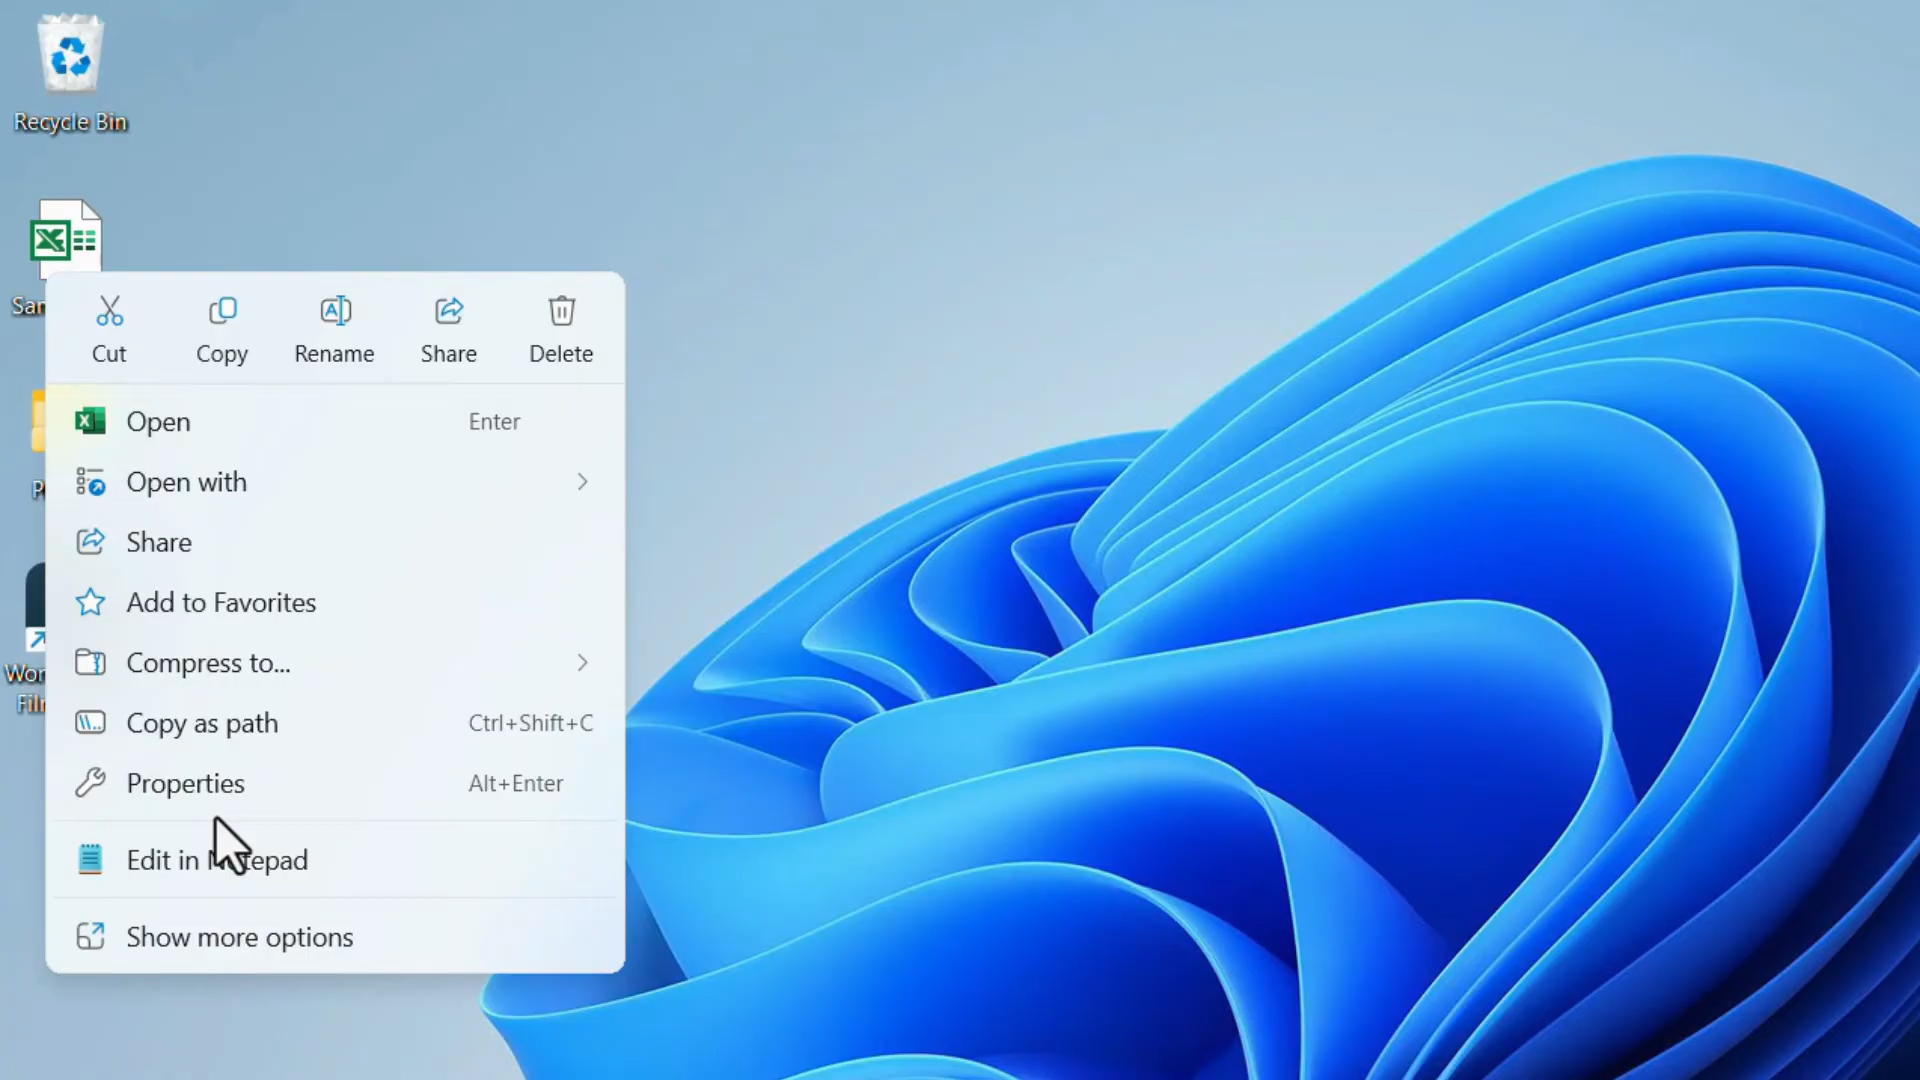 Recycle Bin
Cut
Copy
Rename
Share
Delete
Open
Enter
Open with
Share
Add to Favorites
Compress to...
Copy as path
Ctrl+Shift+C
Properties
Alt+Enter
Edit in Notepad
Show more options